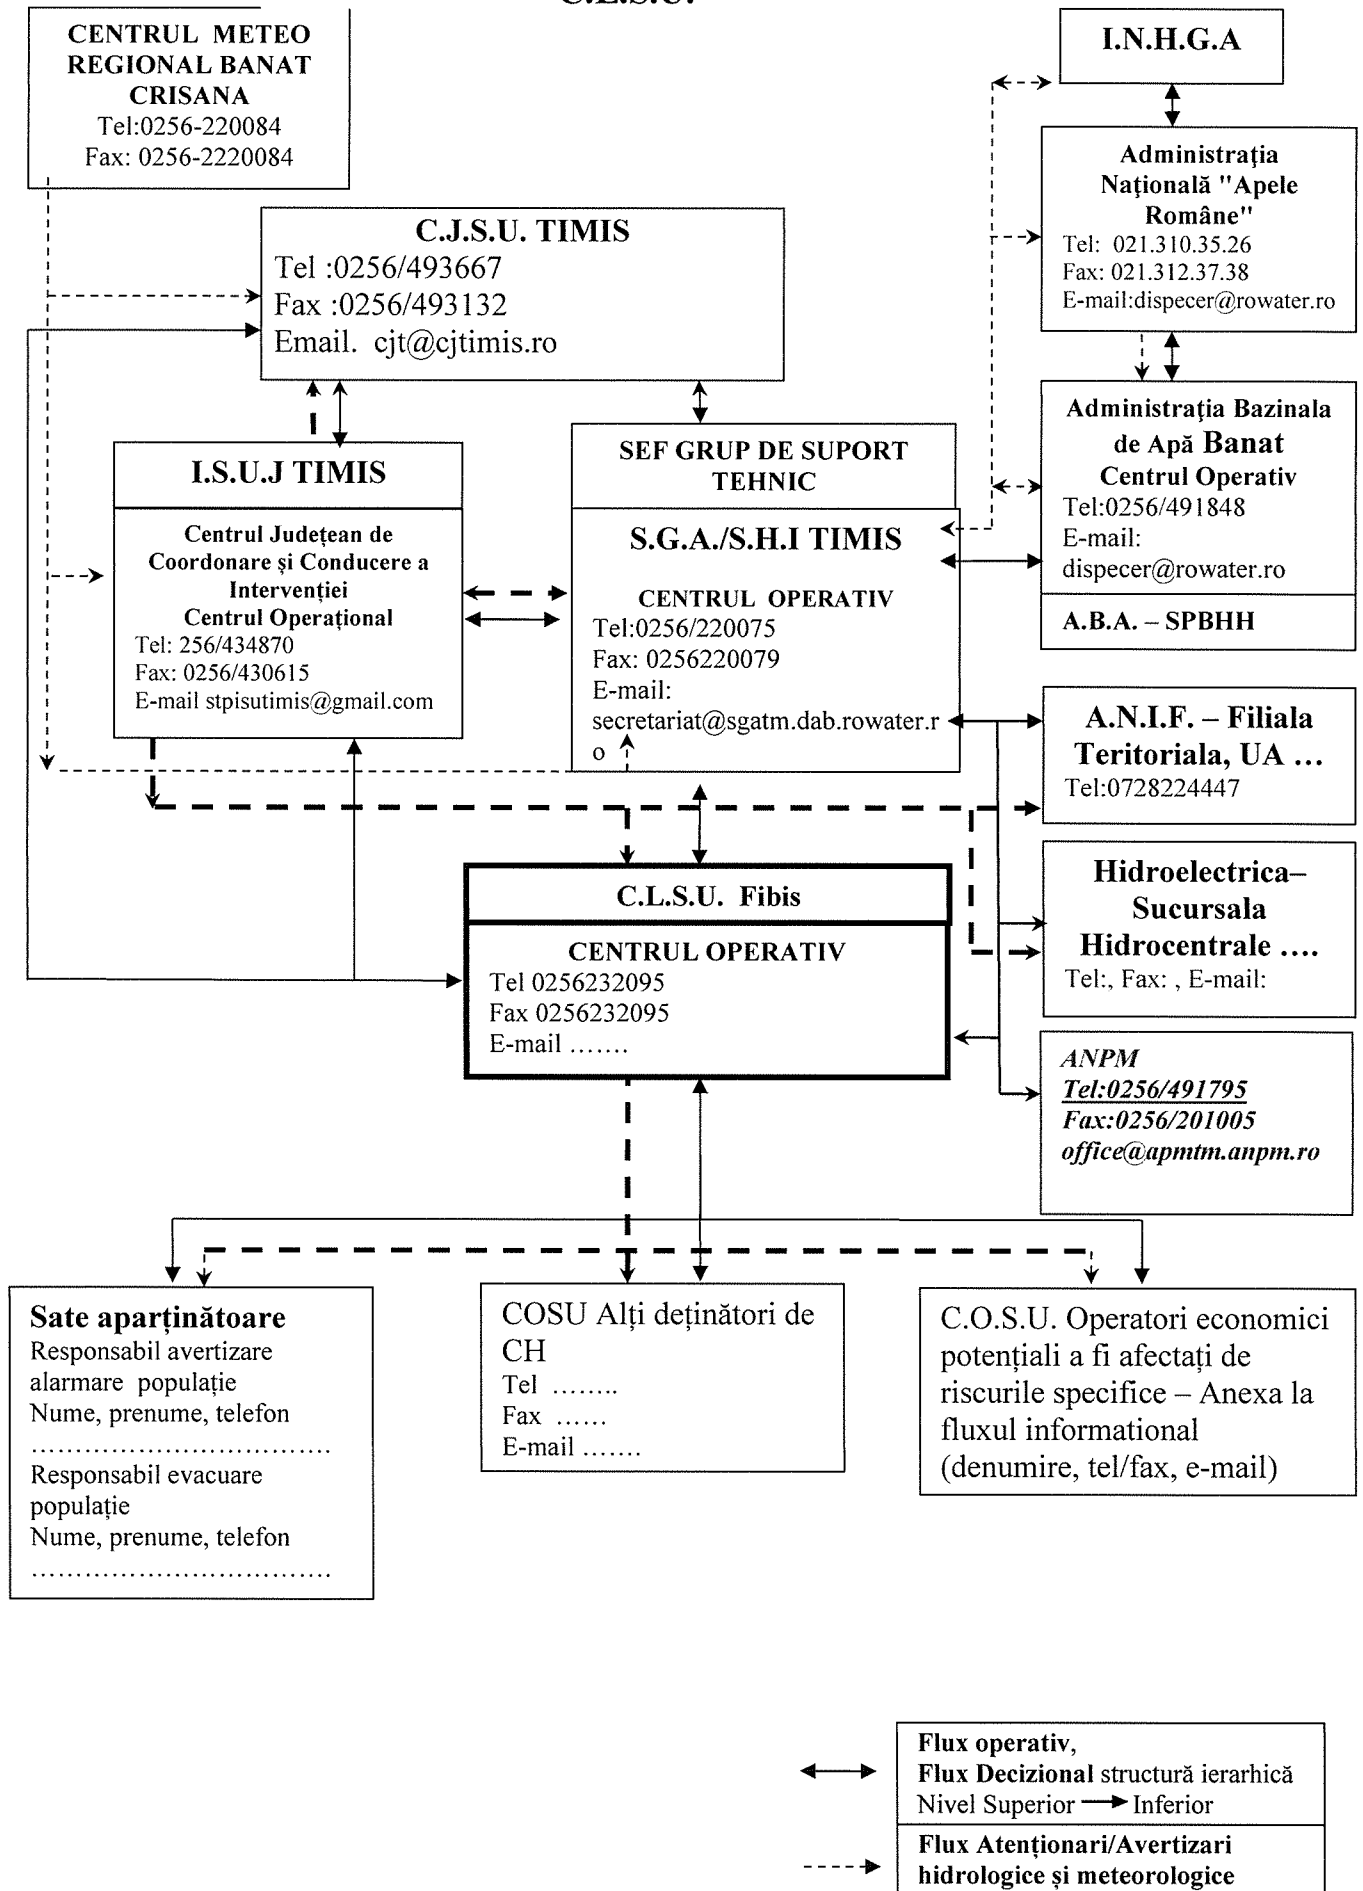 C.L.S.U.
CENTRUL METEO
REGIONAL BANAT
CRISANA
Tel:0256-220084
Fax: 0256-2220084
I.N.H.G.A
Administraţia
Naţională "Apele
Române"
Tel: 021.310.35.26
Fax: 021.312.37.38
E-mail:dispecer@rowater.ro
C.J.S.U. TIMIS
Tel :0256/493667
Fax :0256/493132
Email. cjt@cjtimis.ro
Administraţia Bazinala
de Apă Banat
Centrul Operativ
Tel:0256/491848
E-mail:
dispecer@rowater.ro
A.B.A. – SPBHH
I.S.U.J TIMIS
Centrul Județean de
Coordonare și Conducere a
Intervenției
Centrul Operațional
Tel: 256/434870
Fax: 0256/430615
E-mail stpisutimis@gmail.com
SEF GRUP DE SUPORT
TEHNIC
S.G.A./S.H.I TIMIS
CENTRUL OPERATIV
Tel:0256/220075
Fax: 0256220079
E-mail:
secretariat@sgatm.dab.rowater.r
o
A.N.I.F. – Filiala
Teritoriala, UA …
Tel:0728224447
Hidroelectrica–
Sucursala
Hidrocentrale ….
Tel:, Fax: , E-mail:
C.L.S.U. Fibis
CENTRUL OPERATIV
Tel 0256232095
Fax 0256232095
E-mail …….
ANPM
Tel:0256/491795
Fax:0256/201005
office@apmtm.anpm.ro
Sate aparținătoare
Responsabil avertizare
alarmare populație
Nume, prenume, telefon
…………………………….
Responsabil evacuare
populație
Nume, prenume, telefon
…………………………….
COSU Alți deținători de
CH
Tel ……..
Fax ……
E-mail …….
C.O.S.U. Operatori economici
potențiali a fi afectați de
riscurile specifice – Anexa la
fluxul informational
(denumire, tel/fax, e-mail)
Flux operativ,
Flux Decizional structură ierarhică
Nivel Superior → Inferior
Flux Atenționari/Avertizari
hidrologice și meteorologice